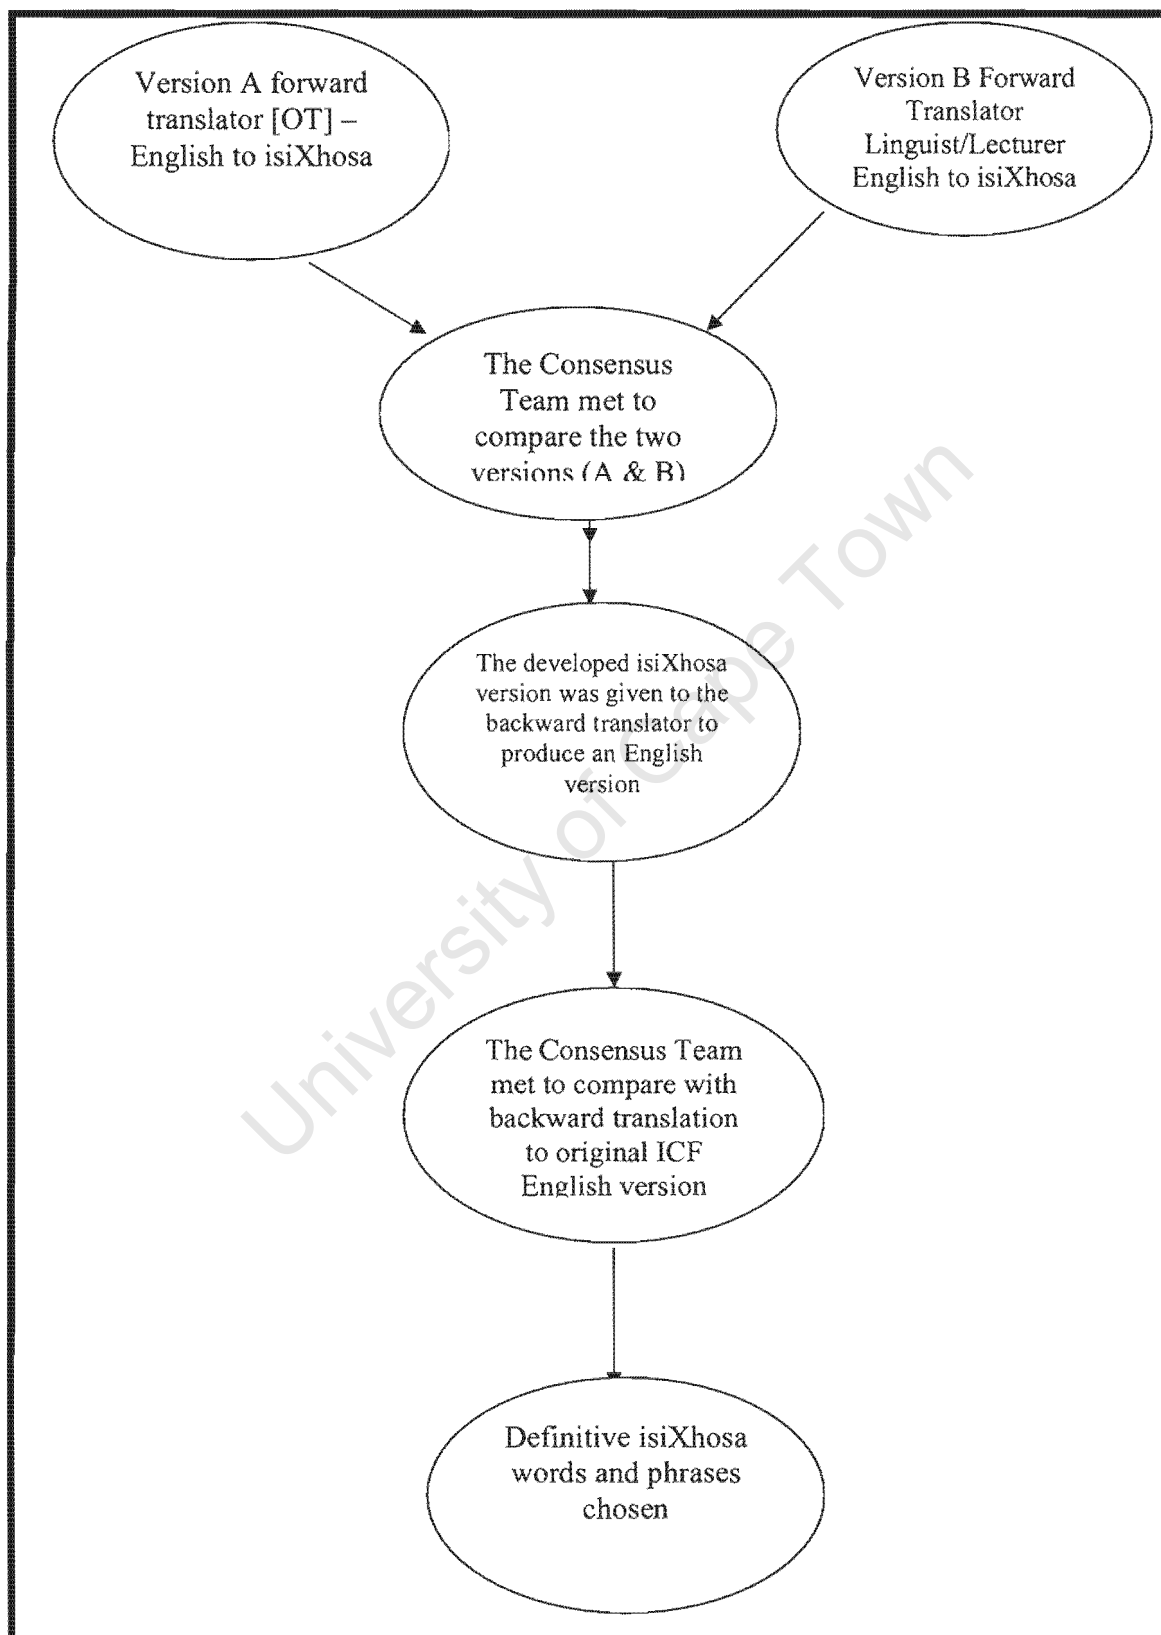 Version A forward
translator [OT] –
English to isiXhosa
Version B Forward
Translator
Linguist/Lecturer
English to isiXhosa
The Consensus
Team met to
compare the two
versions (A & B)
The developed isiXhosa
version was given to the
backward translator to
produce an English
version
The Consensus Team
met to compare with
backward translation
to original ICF
English version
Definitive isiXhosa
words and phrases
chosen
University of Cape Town